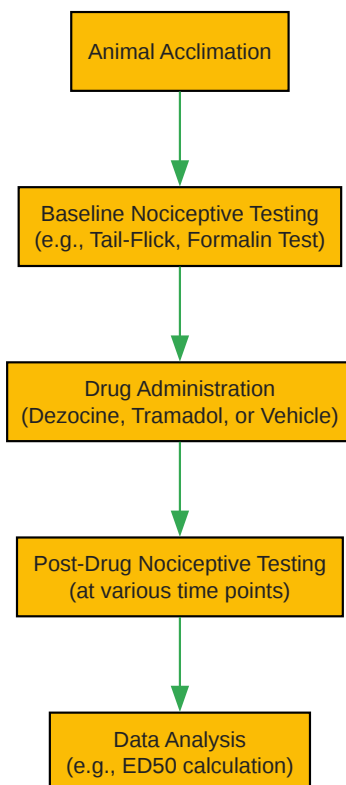 Animal Acclimation
Baseline Nociceptive Testing
(e.g., Tail-Flick, Formalin Test)
Drug Administration
(Dezocine, Tramadol, or Vehicle)
Post-Drug Nociceptive Testing
(at various time points)
Data Analysis
(e.g., ED50 calculation)